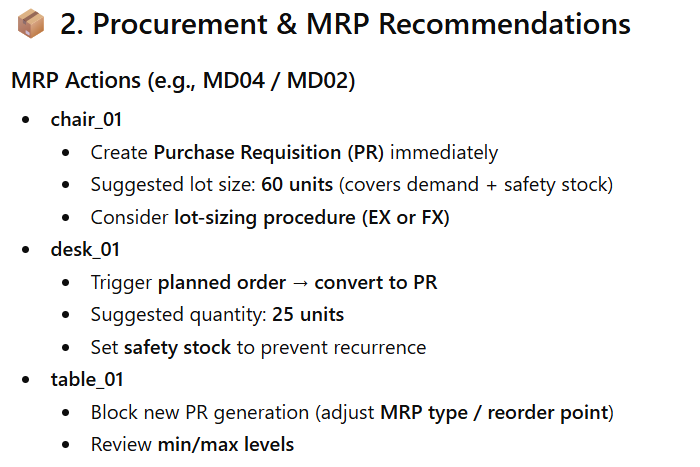 📦 2. Procurement & MRP Recommendations
MRP Actions (e.g., MD04 / MD02)
• chair_01
• Create Purchase Requisition (PR) immediately
• Suggested lot size: 60 units (covers demand + safety stock)
• Consider lot-sizing procedure (EX or FX)
• desk_01
• Trigger planned order → convert to PR
• Suggested quantity: 25 units
• Set safety stock to prevent recurrence
• table_01
• Block new PR generation (adjust MRP type / reorder point)
• Review min/max levels